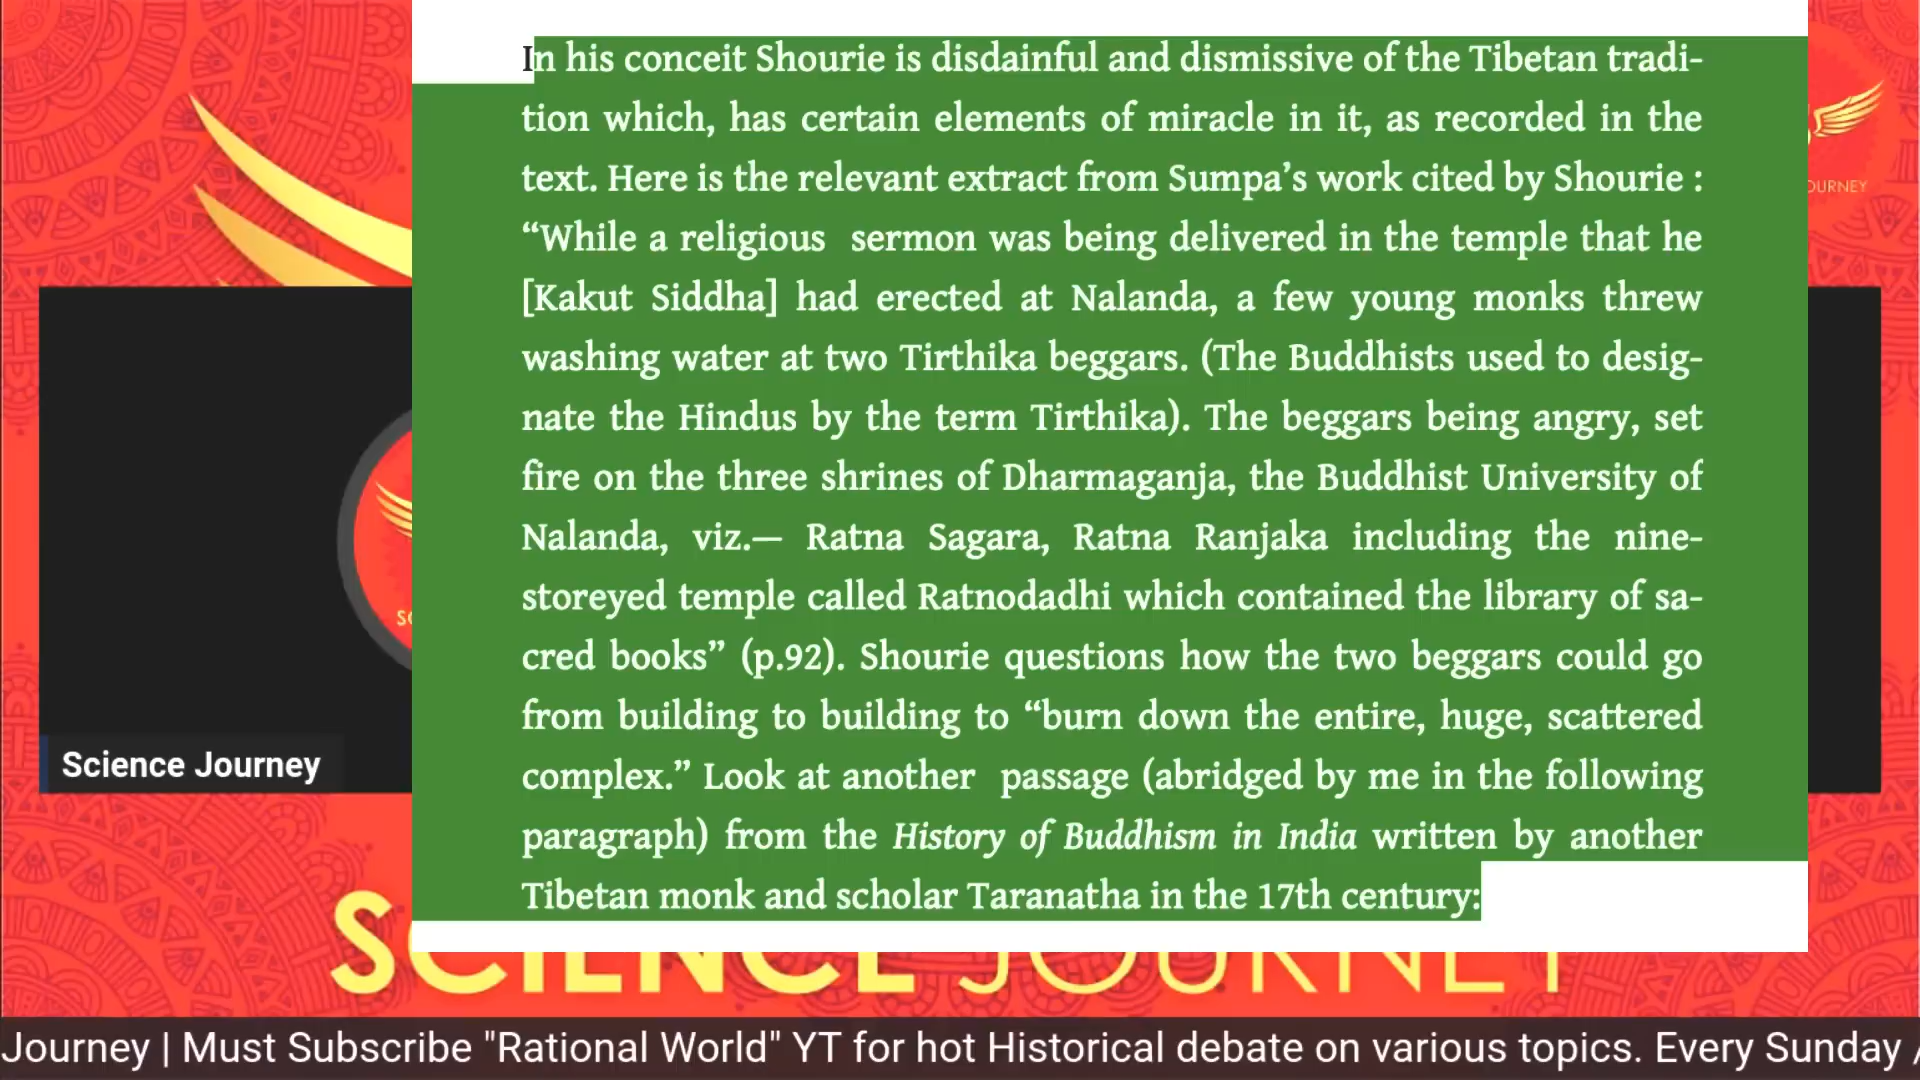 In his conceit Shourie is disdainful and dismissive of the Tibetan tradi-
tion which, has certain elements of miracle in it, as recorded in the
text. Here is the relevant extract from Sumpa's work cited by Shourie :
“While a religious sermon was being delivered in the temple that he
[Kakut Siddha] had erected at Nalanda, a few young monks threw
washing water at two Tirthika beggars. (The Buddhists used to desig-
nate the Hindus by the term Tirthika). The beggars being angry, set
fire on the three shrines of Dharmaganja, the Buddhist University of
Nalanda, viz.— Ratna Sagara, Ratna Ranjaka including the nine-
storeyed temple called Ratnodadhi which contained the library of sa-
cred books” (p.92). Shourie questions how the two beggars could go
from building to building to “burn down the entire, huge, scattered
complex.” Look at another passage (abridged by me in the following
paragraph) from the History of Buddhism in India written by another
Tibetan monk and scholar Taranatha in the 17th century:
OURNEY
SC
Science Journey
SCIENCE JOURNEY
Journey | Must Subscribe "Rational World" YT for hot Historical debate on various topics. Every Sunday